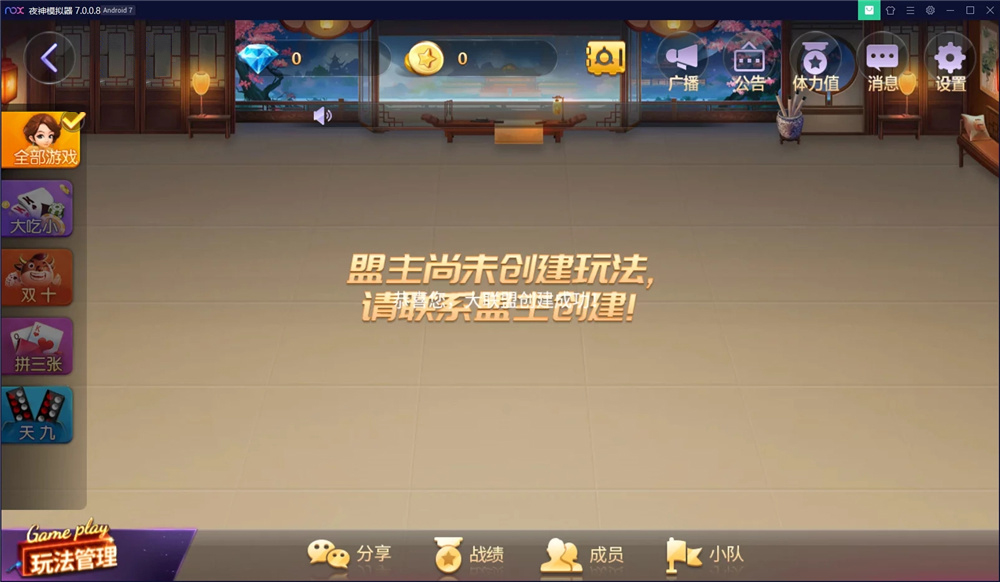 nox 夜神模拟器 7.0.0.8 Android 7
0
0
广播
公告
体力值
消息
设置
全部游戏
大吃小
双十
拼三张
天九
盟主尚未创建玩法,
请联系盟主创建!
恭喜您，大联盟创建成功！
Game play
玩法管理
分享
战绩
成员
小队